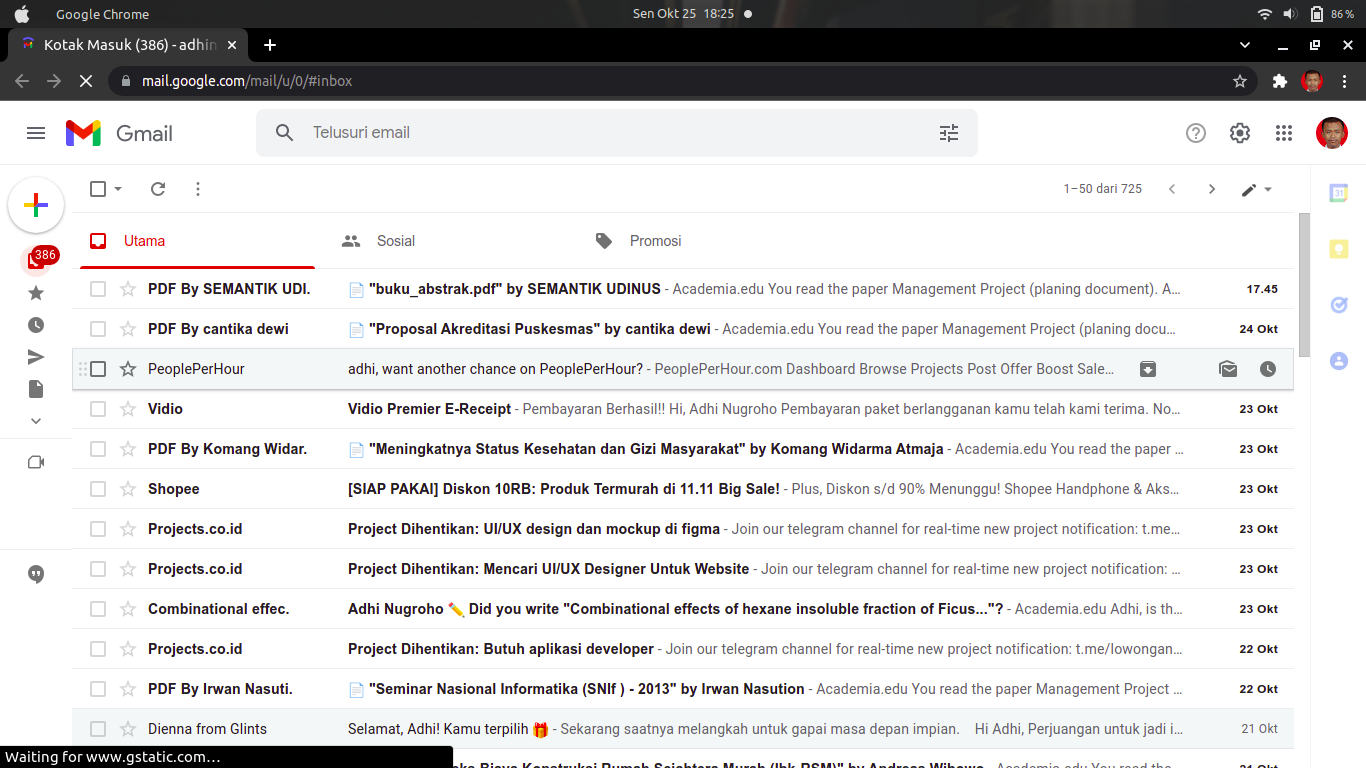 Google Chrome
Sen Okt 25 18:25
86 %
Kotak Masuk (386) - adhin
mail.google.com/mail/u/0/#inbox
Gmail
Telusuri email
1–50 dari 725
31
386
Utama
Sosial
Promosi
PDF By SEMANTIK UDI. "buku_abstrak.pdf" by SEMANTIK UDINUS - Academia.edu You read the paper Management Project (planing document). A... 17.45
PDF By cantika dewi "Proposal Akreditasi Puskesmas" by cantika dewi - Academia.edu You read the paper Management Project (planing docu... 24 Okt
PeoplePerHour adhi, want another chance on PeoplePerHour? - PeoplePerHour.com Dashboard Browse Projects Post Offer Boost Sale...
Vidio Vidio Premier E-Receipt - Pembayaran Berhasil!! Hi, Adhi Nugroho Pembayaran paket berlangganan kamu telah kami terima. No... 23 Okt
PDF By Komang Widar. "Meningkatnya Status Kesehatan dan Gizi Masyarakat" by Komang Widarma Atmaja - Academia.edu You read the paper ... 23 Okt
Shopee [SIAP PAKAI] Diskon 10RB: Produk Termurah di 11.11 Big Sale! - Plus, Diskon s/d 90% Menunggu! Shopee Handphone & Aks... 23 Okt
Projects.co.id Project Dihentikan: UI/UX design dan mockup di figma - Join our telegram channel for real-time new project notification: t.me... 23 Okt
Projects.co.id Project Dihentikan: Mencari UI/UX Designer Untuk Website - Join our telegram channel for real-time new project notification: ... 23 Okt
Combinational effec. Adhi Nugroho ✏️ Did you write "Combinational effects of hexane insoluble fraction of Ficus..."? - Academia.edu Adhi, is th... 23 Okt
Projects.co.id Project Dihentikan: Butuh aplikasi developer - Join our telegram channel for real-time new project notification: t.me/lowongan... 22 Okt
PDF By Irwan Nasuti. "Seminar Nasional Informatika (SNIf ) - 2013" by Irwan Nasution - Academia.edu You read the paper Management Project ... 22 Okt
Dienna from Glints Selamat, Adhi! Kamu terpilih 🎁 - Sekarang saatnya melangkah untuk gapai masa depan impian. Hi Adhi, Perjuangan untuk jadi i... 21 Okt
Waiting for www.gstatic.com…